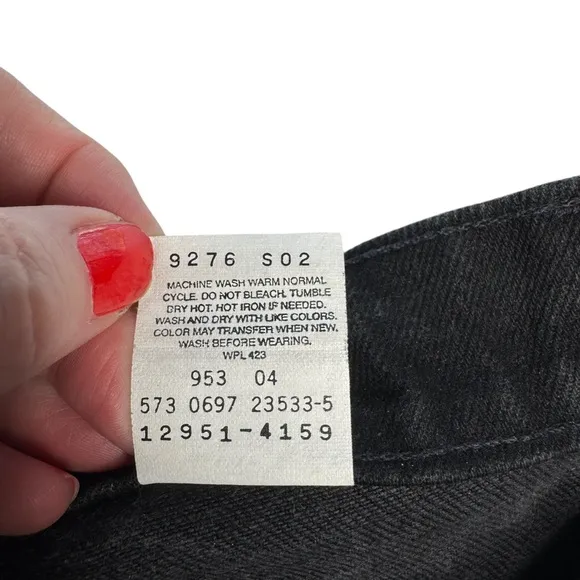 9276 S02
MACHINE WASH WARM NORMAL
CYCLE. DO NOT BLEACH. TUMBLE
DRY HOT. HOT IRON IF NEEDED.
WASH AND DRY WITH LIKE COLORS.
COLOR MAY TRANSFER WHEN NEW.
WASH BEFORE WEARING.
WPL 423
953 04
573 0697 23533-5
12951-4159